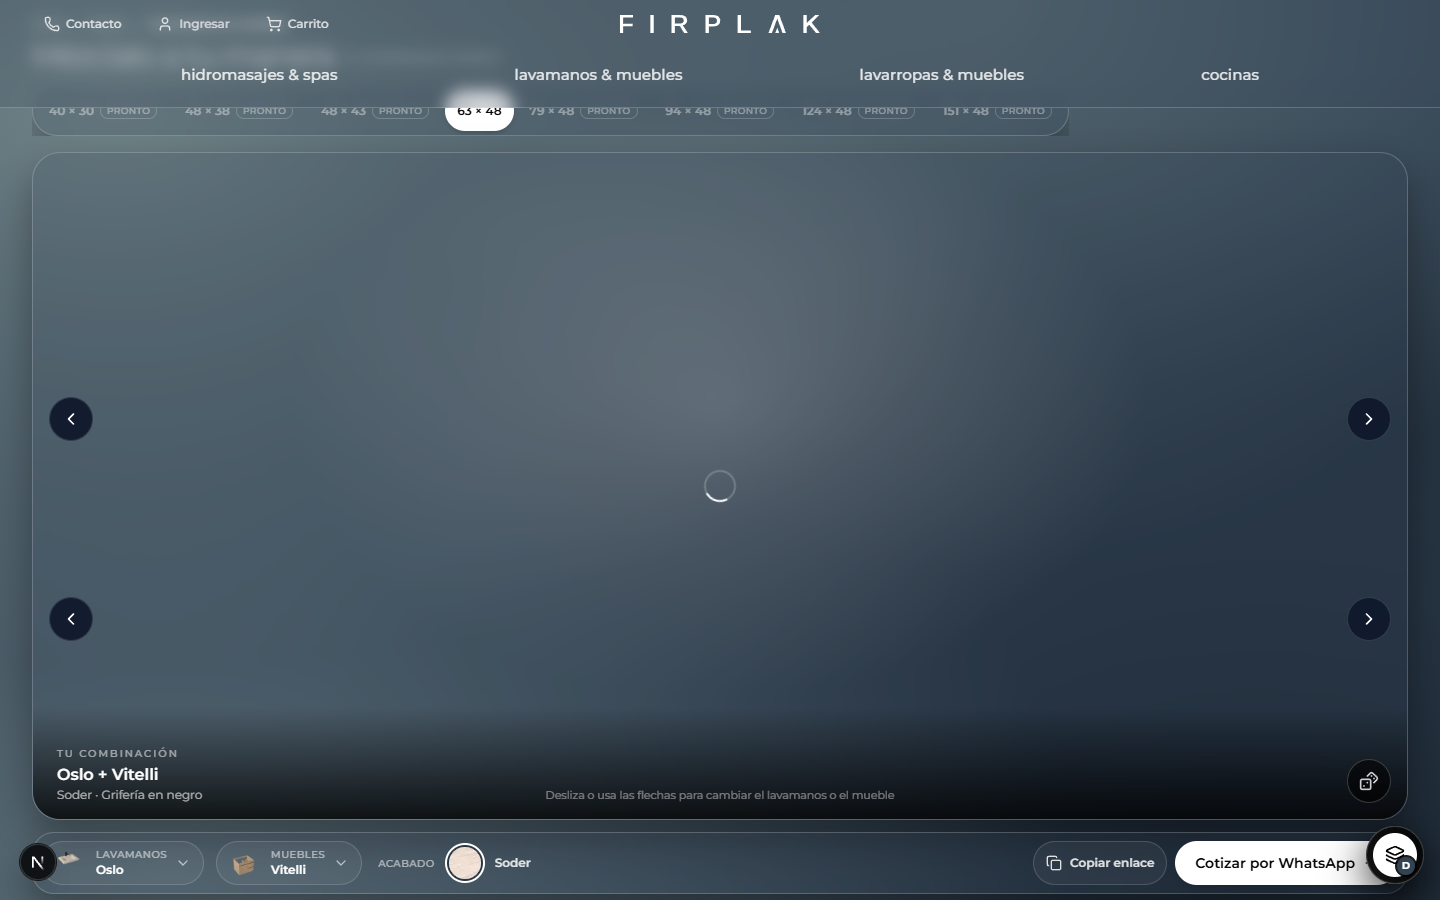 Contacto
Ingresar
Carrito
FIRPLAK
hidromasajes & spas
lavamanos & muebles
lavarropas & muebles
cocinas
40 × 30 PRONTO
48 × 38 PRONTO
48 × 43 PRONTO
63 × 48
79 × 48 PRONTO
94 × 48 PRONTO
124 × 48 PRONTO
151 × 48 PRONTO
TU COMBINACIÓN
Oslo + Vitelli
Soder · Grifería en negro
Desliza o usa las flechas para cambiar el lavamanos o el mueble
N
LAVAMANOS
Oslo
MUEBLES
Vitelli
ACABADO
Soder
Copiar enlace
Cotizar por WhatsApp
D